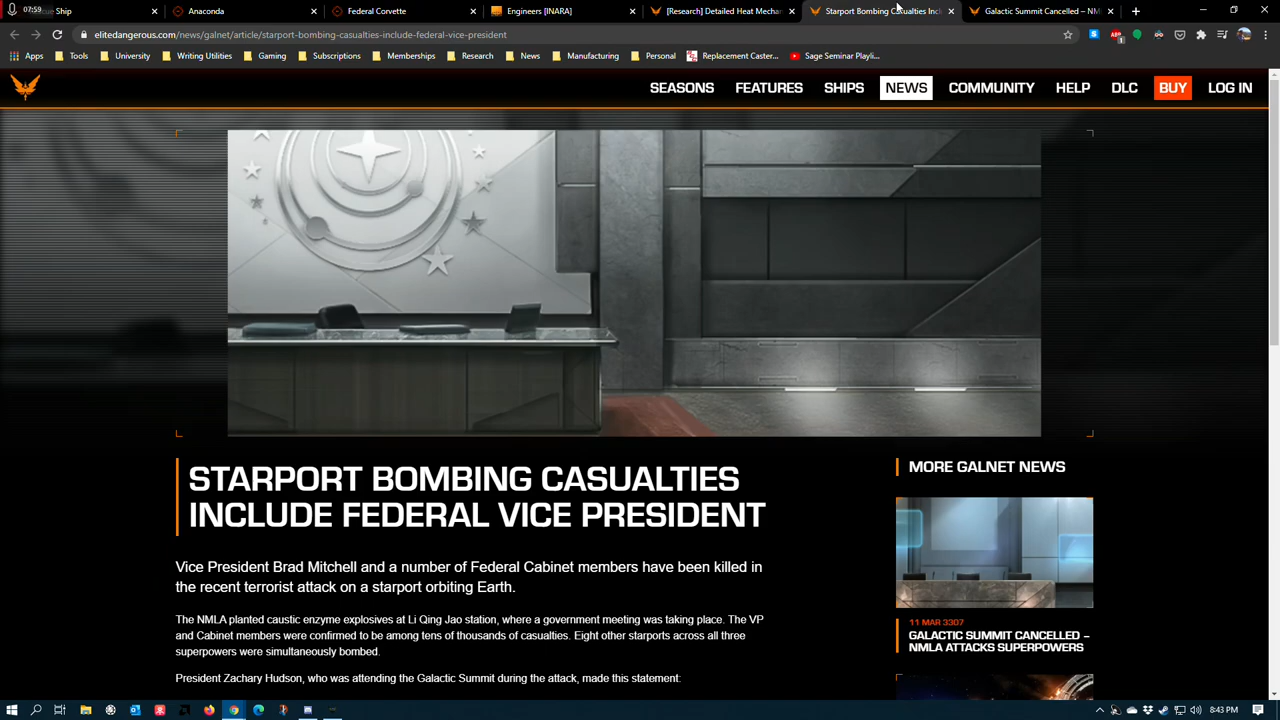 07:59
cue Ship
Anaconda
Federal Corvette
Engineers [INARA]
[Research] Detailed Heat Mechan
Starport Bombing Casualties Incl
Galactic Summit Cancelled – NM
elitedangerous.com/news/galnet/article/starport-bombing-casualties-include-federal-vice-president
Apps Tools University Writing Utilities Gaming Subscriptions Memberships Research News Manufacturing Personal Replacement Caster... Sage Seminar Playli...
SEASONS FEATURES SHIPS NEWS COMMUNITY HELP DLC BUY LOG IN
STARPORT BOMBING CASUALTIES
INCLUDE FEDERAL VICE PRESIDENT
Vice President Brad Mitchell and a number of Federal Cabinet members have been killed in
the recent terrorist attack on a starport orbiting Earth.
The NMLA planted caustic enzyme explosives at Li Qing Jao station, where a government meeting was taking place. The VP
and Cabinet members were confirmed to be among tens of thousands of casualties. Eight other starports across all three
superpowers were simultaneously bombed.
President Zachary Hudson, who was attending the Galactic Summit during the attack, made this statement:
MORE GALNET NEWS
11 MAR 3307
GALACTIC SUMMIT CANCELLED –
NMLA ATTACKS SUPERPOWERS
8:43 PM